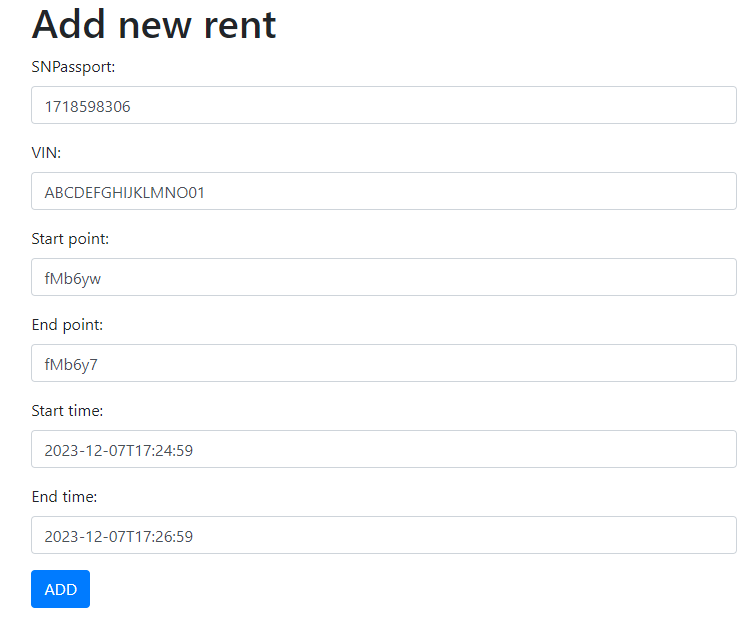 Add new rent
SNPassport:
1718598306
VIN:
ABCDEFGHIJKLMNO01
Start point:
fMb6yw
End point:
fMb6y7
Start time:
2023-12-07T17:24:59
End time:
2023-12-07T17:26:59
ADD